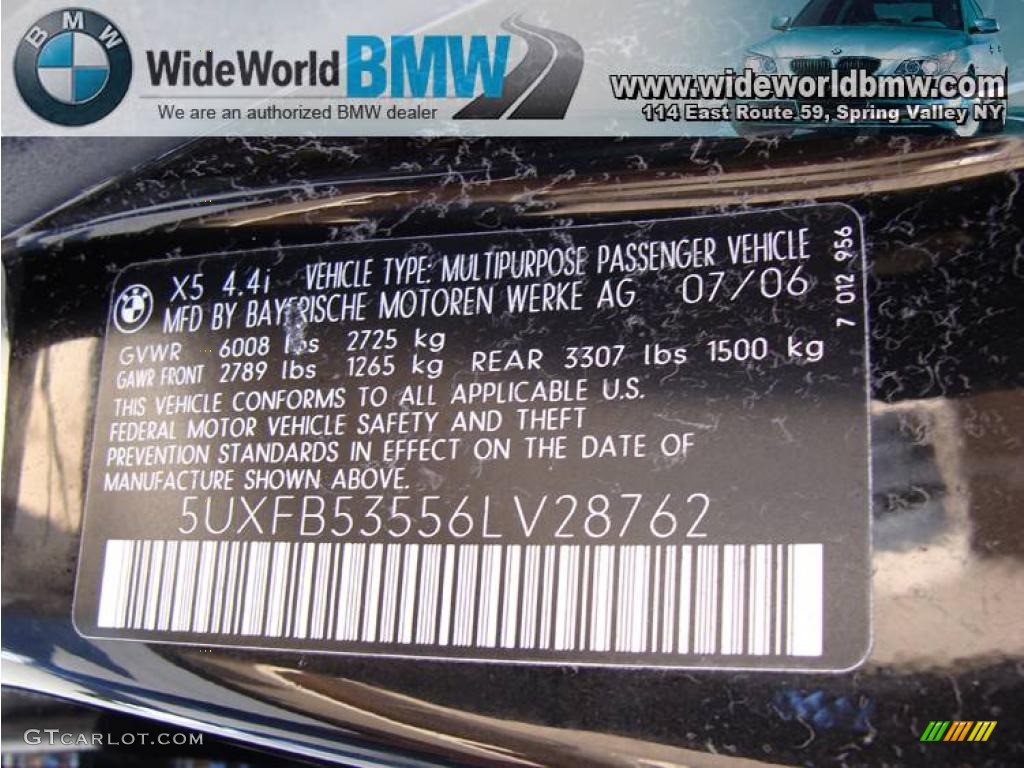 BMW
WideWorld BMW
We are an authorized BMW dealer
www.wideworldbmw.com
114 East Route 59, Spring Valley NY
X5 4.4i VEHICLE TYPE: MULTIPURPOSE PASSENGER VEHICLE
MFD BY BAYERISCHE MOTOREN WERKE AG 07/06
7 012 956
GVWR 6008 lbs 2725 kg
GAWR FRONT 2789 lbs 1265 kg REAR 3307 lbs 1500 kg
THIS VEHICLE CONFORMS TO ALL APPLICABLE U.S.
FEDERAL MOTOR VEHICLE SAFETY AND THEFT
PREVENTION STANDARDS IN EFFECT ON THE DATE OF
MANUFACTURE SHOWN ABOVE.
5UXFB53556LV28762
GTCARLOT.COM